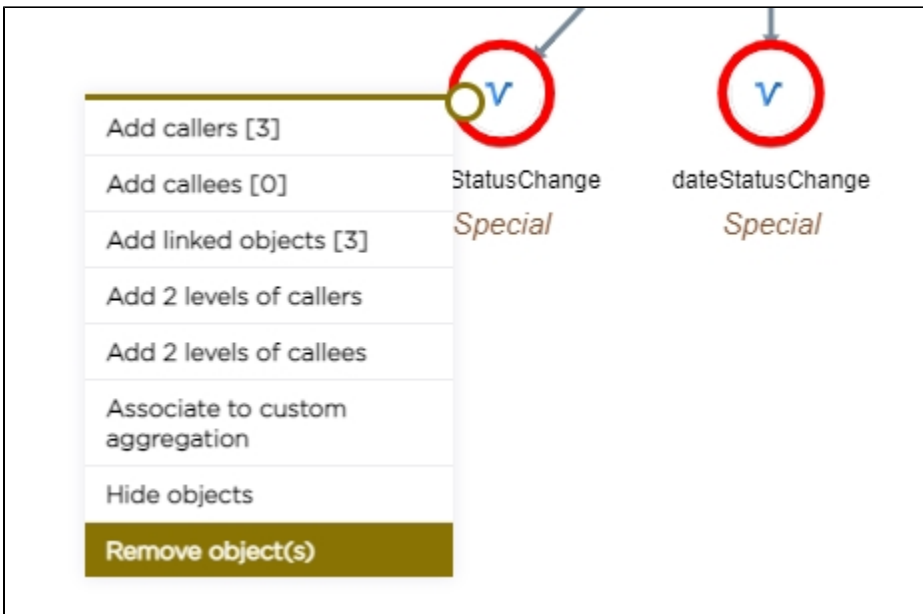 V
V
Add callers [3]
Add callees [0]
StatusChange
dateStatusChange
Special
Special
Add linked objects [3]
Add 2 levels of callers
Add 2 levels of callees
Associate to custom
aggregation
Hide objects
Remove object(s)